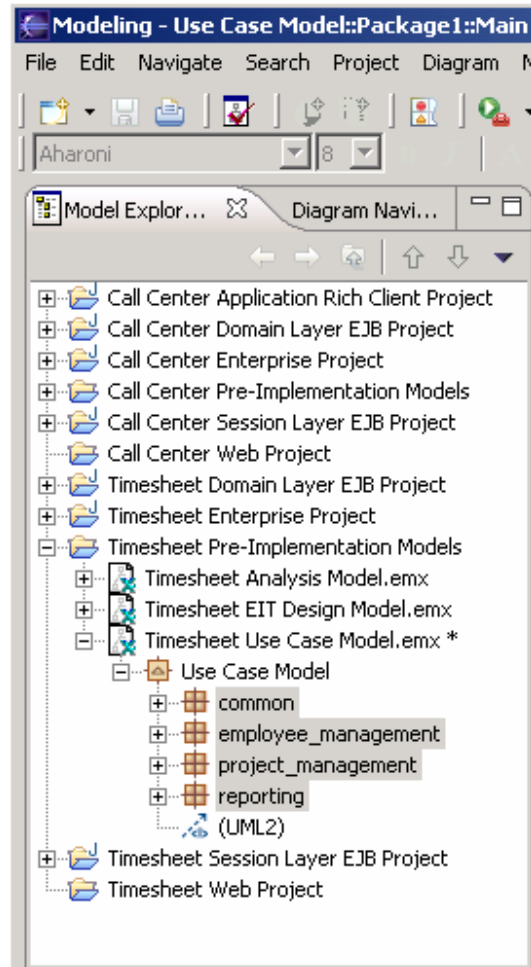 Modeling - Use Case Model::Package1::Main
File Edit Navigate Search Project Diagram
Aharoni 8
Model Explor... Diagram Navi...
Call Center Application Rich Client Project
Call Center Domain Layer EJB Project
Call Center Enterprise Project
Call Center Pre-Implementation Models
Call Center Session Layer EJB Project
Call Center Web Project
Timesheet Domain Layer EJB Project
Timesheet Enterprise Project
Timesheet Pre-Implementation Models
Timesheet Analysis Model.emx
Timesheet EIT Design Model.emx
Timesheet Use Case Model.emx *
Use Case Model
common
employee_management
project_management
reporting
(UML2)
Timesheet Session Layer EJB Project
Timesheet Web Project